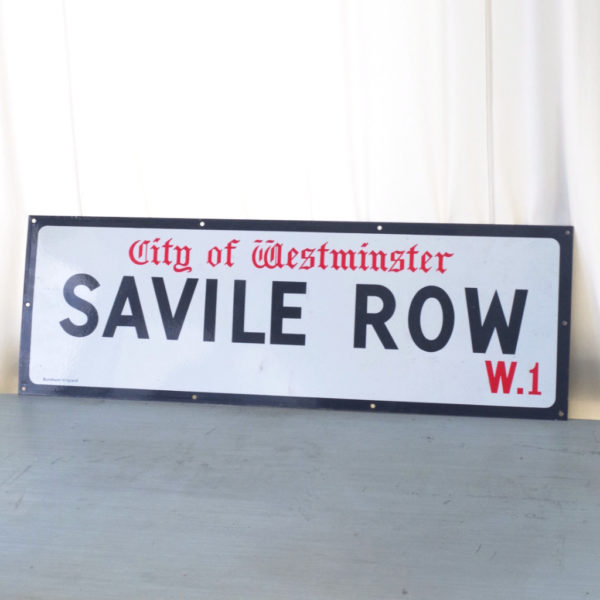 City of Westminster
SAVILE ROW
W.1